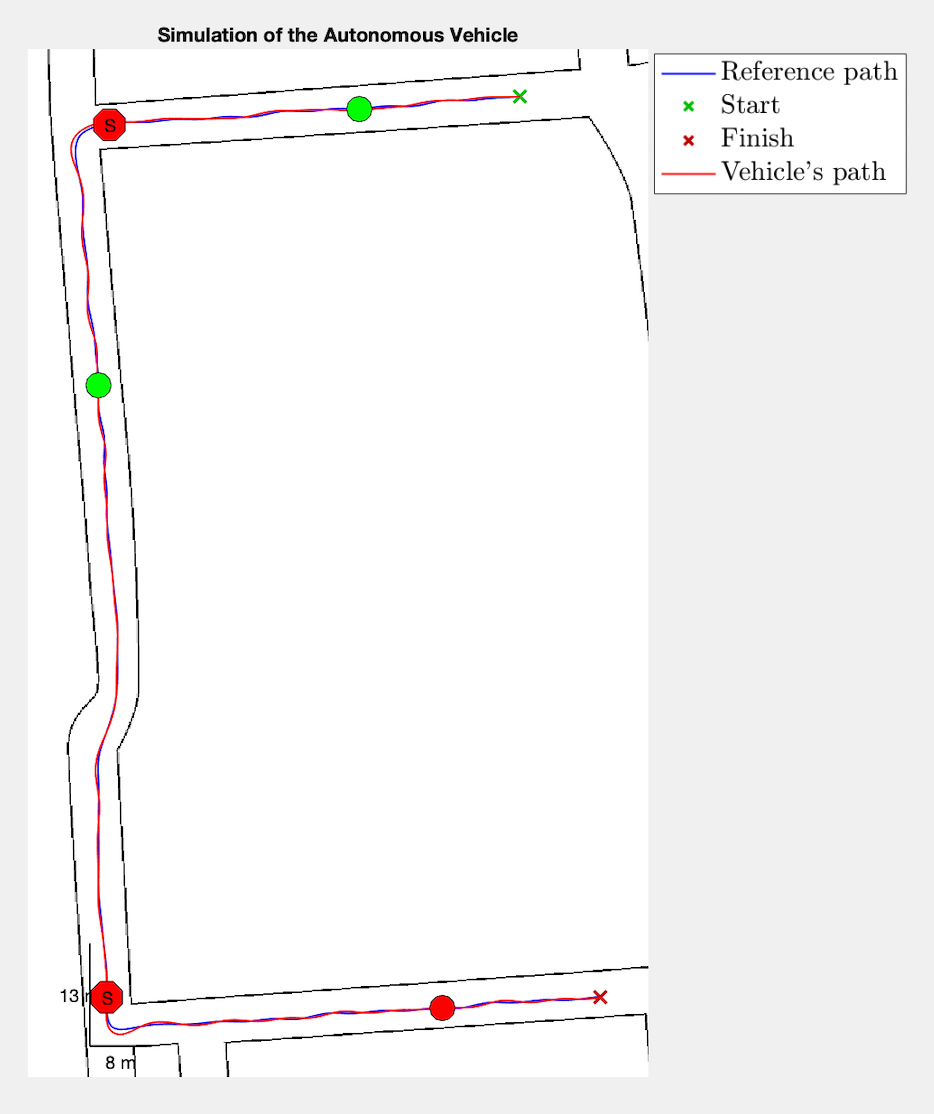 Simulation of the Autonomous Vehicle
Reference path
Start
Finish
Vehicle's path
S
13
S
8 m